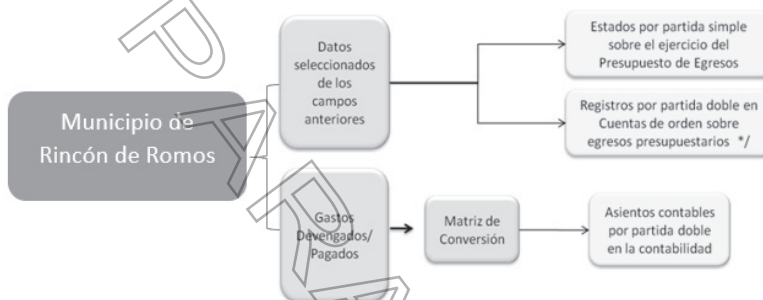 Municipio de
Rincón de Romos
Datos
seleccionados
de los
campos
anteriores
Estados por partida simple
sobre el ejercicio del
Presupuesto de Egresos
Registros por partida doble en
Cuentas de orden sobre
egresos presupuestarios */
Gastos
Devengados/
Pagados
Matriz de
Conversión
Asientos contables
por partida doble
en la contabilidad
P
A
R
A